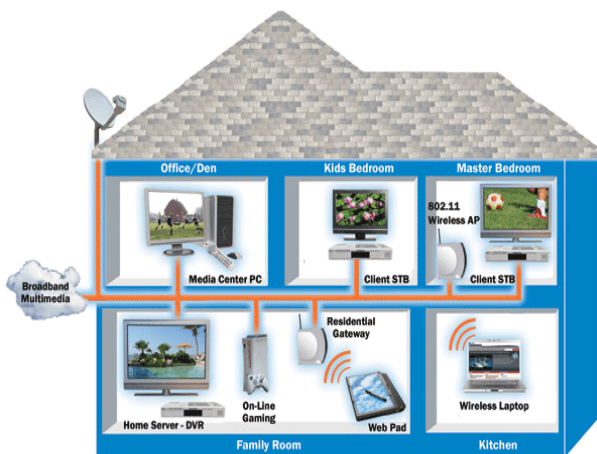 Office/Den
Kids Bedroom
Master Bedroom
802.11
Wireless AP
Media Center PC
Client STB
Client STB
Broadband
Multimedia
Residential
Gateway
On-Line
Gaming
Home Server - DVR
Web Pad
Wireless Laptop
Family Room
Kitchen